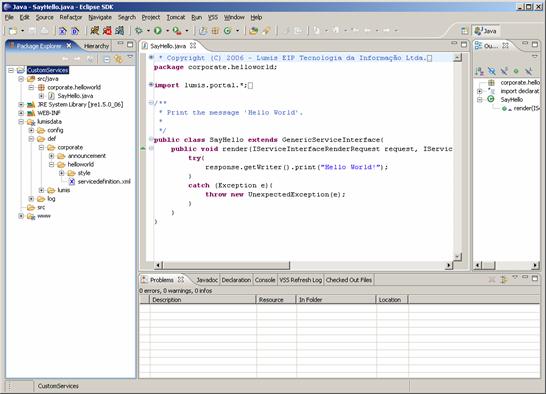 Java - SayHello.java - Eclipse SDK
File Edit Source Refactor Navigate Search Project Tomcat Run VSS Window Help
Java
Package Explorer Hierarchy
CustomServices
src/java
corporate.helloworld
SayHello.java
JRE System Library [jre1.5.0_06]
WEB-INF
lumisdata
config
def
corporate
announcement
helloworld
style
servicedefinition.xml
lumis
log
src
www
SayHello.java
* Copyright (C) 2006 - Lumis EIP Tecnologia da Informação Ltda.
package corporate.helloworld;
import lumis.portal.*;
/**
* Print the message 'Hello World'.
*
*/
public class SayHello extends GenericServiceInterface{
public void render(IServiceInterfaceRenderRequest request, IServic
try{
response.getWriter().print("Hello World!");
}
catch (Exception e){
throw new UnexpectedException(e);
}
}
}
Ou...
corporate.hello
import declarat
SayHello
render(IS
Problems Javadoc Declaration Console VSS Refresh Log Checked Out Files
0 errors, 0 warnings, 0 infos
Description Resource In Folder Location
CustomServices